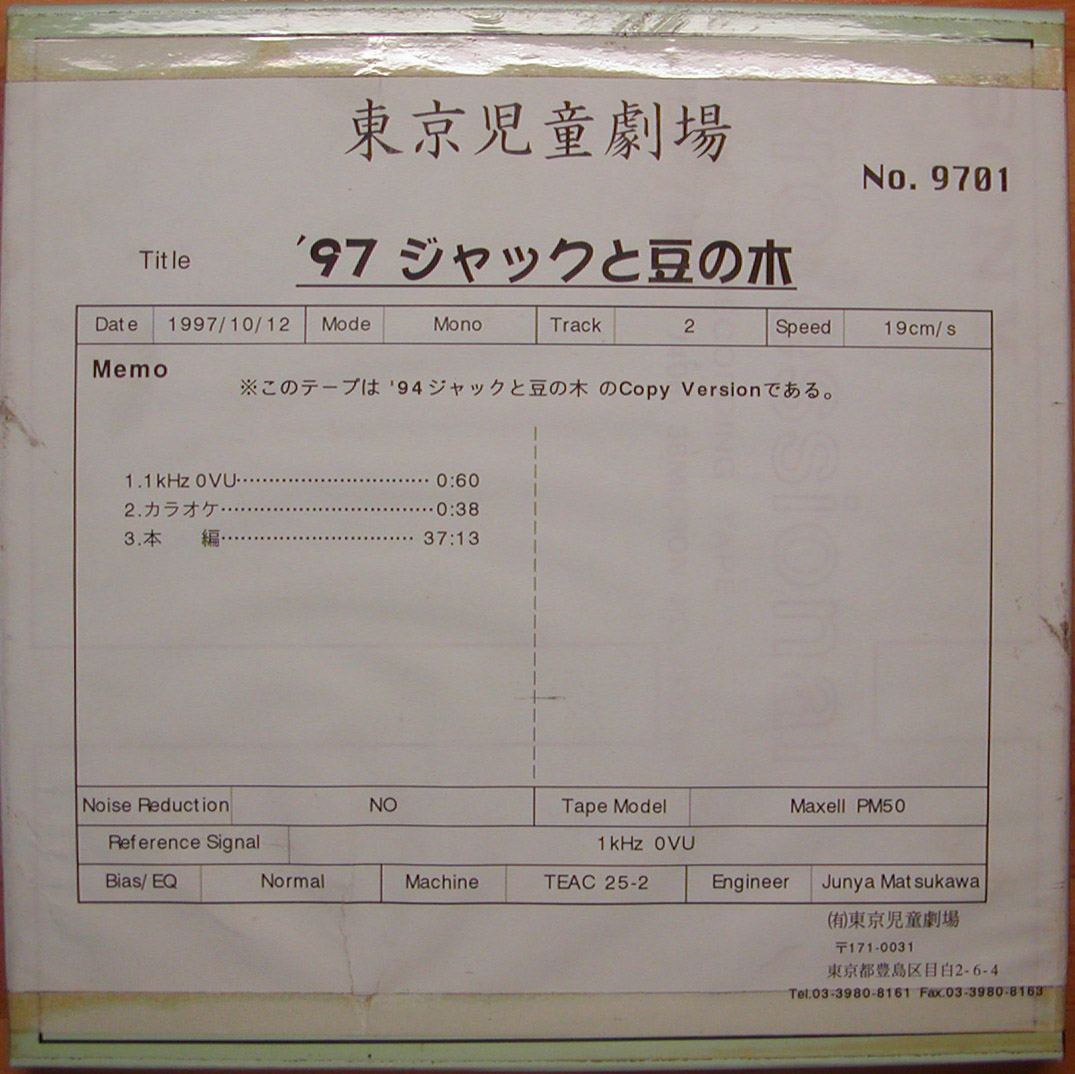 東京児童劇場
No. 9701
Title ’97 ジャックと豆の木
Date 1997/10/12 Mode Mono Track 2 Speed 19cm/s
Memo
※このテープは ’94ジャックと豆の木 のCopy Versionである。
1.1kHz 0VU…………………………… 0:60
2.カラオケ……………………………0:38
3.本　　編………………………… 37:13
Noise Reduction NO Tape Model Maxell PM50
Reference Signal 1kHz 0VU
Bias/EQ Normal Machine TEAC 25-2 Engineer Junya Matsukawa
㈲東京児童劇場
〒171-0031
東京都豊島区目白2-6-4
Tel.03-3980-8161 Fax.03-3980-8163